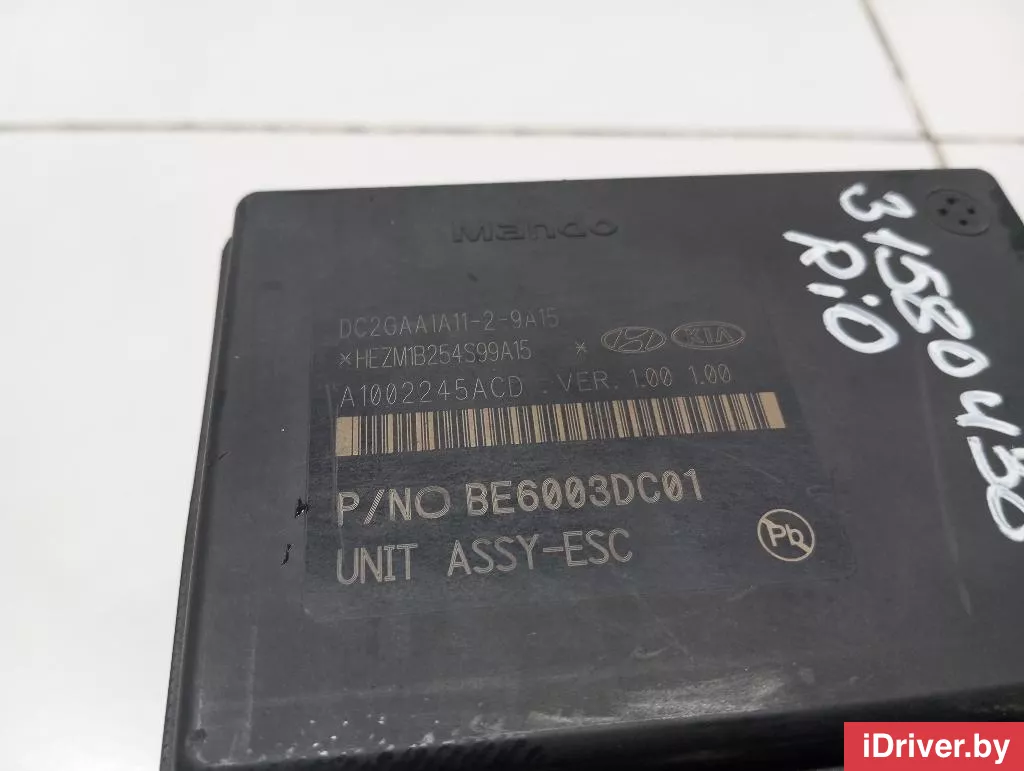 Mando
DC2GAA1A11-2-9A15
*HEZM1B254S99A15 *
KIA
A1002245ACD - VER. 1.00 1.00
P/NO BE6003DC01
UNIT ASSY-ESC
Pb
31580430
RiO
iDriver.by